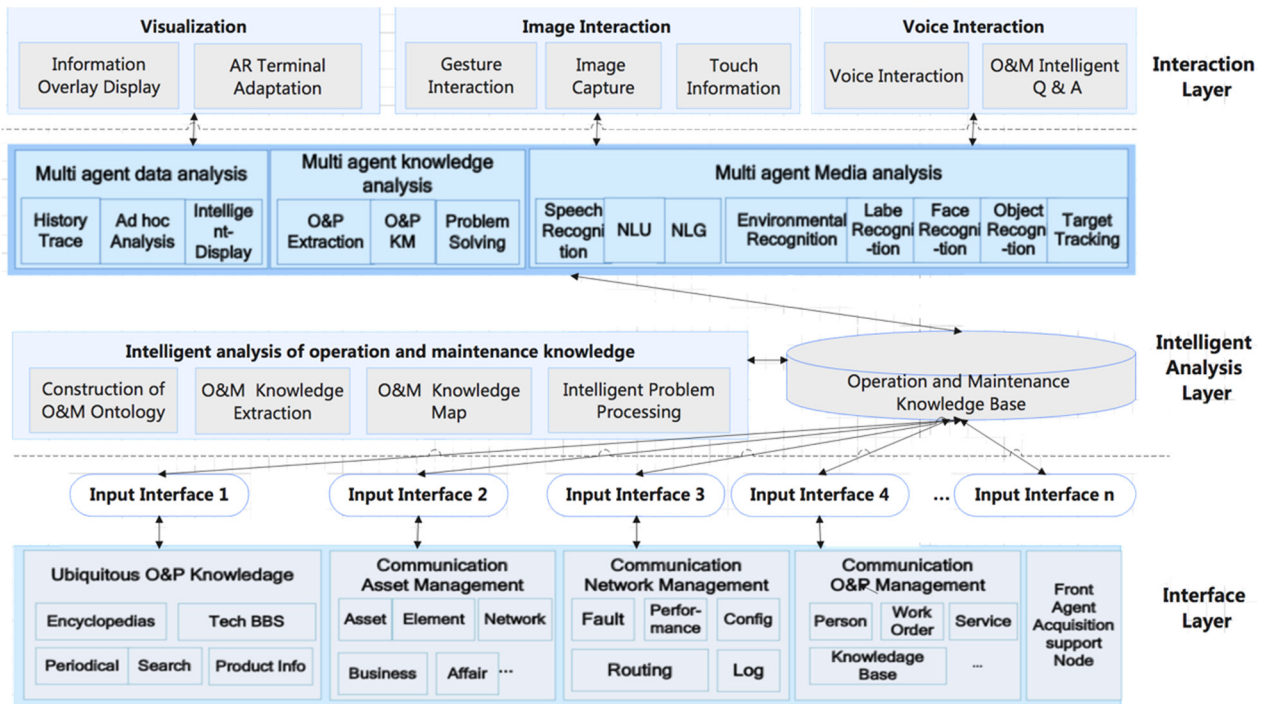 Visualization
Image Interaction
Voice Interaction
Information
Overlay Display
AR Terminal
Adaptation
Gesture
Interaction
Image
Capture
Touch
Information
Voice Interaction
O&M Intelligent
Q & A
Interaction
Layer
Multi agent data analysis
Multi agent knowledge
analysis
Multi agent Media analysis
History
Trace
Ad hoc
Analysis
Intellige
nt-
Display
O&P
Extraction
O&P
KM
Problem
Solving
Speech
Recogni
tion
NLU
NLG
Environmental
Recognition
Labe
Recogni
-tion
Face
Recogni
-tion
Object
Recogn
-tion
Target
Tracking
Intelligent analysis of operation and maintenance knowledge
Construction of
O&M Ontology
O&M Knowledge
Extraction
O&M Knowledge
Map
Intelligent Problem
Processing
Operation and Maintenance
Knowledge Base
Intelligent
Analysis
Layer
Input Interface 1
Input Interface 2
Input Interface 3
Input Interface 4
...
Input Interface n
Ubiquitous O&P Knowledage
Encyclopedias
Tech BBS
Periodical
Search
Product Info
Communication
Asset Management
Asset
Element
Network
Business
Affair
...
Communication
Network Management
Fault
Perfor-
mance
Config
Routing
Log
Communication
O&P Management
Person
Work
Order
Service
Knowledage
Base
...
Front
Agent
Acquisition
support
Node
Interface
Layer